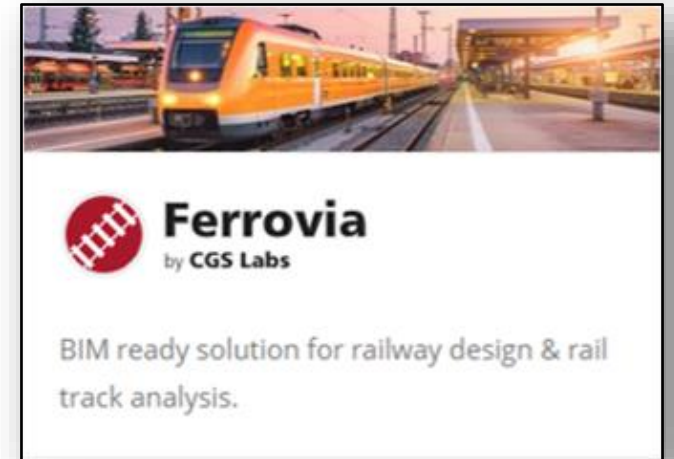 Ferrovia
by CGS Labs
BIM ready solution for railway design & rail
track analysis.